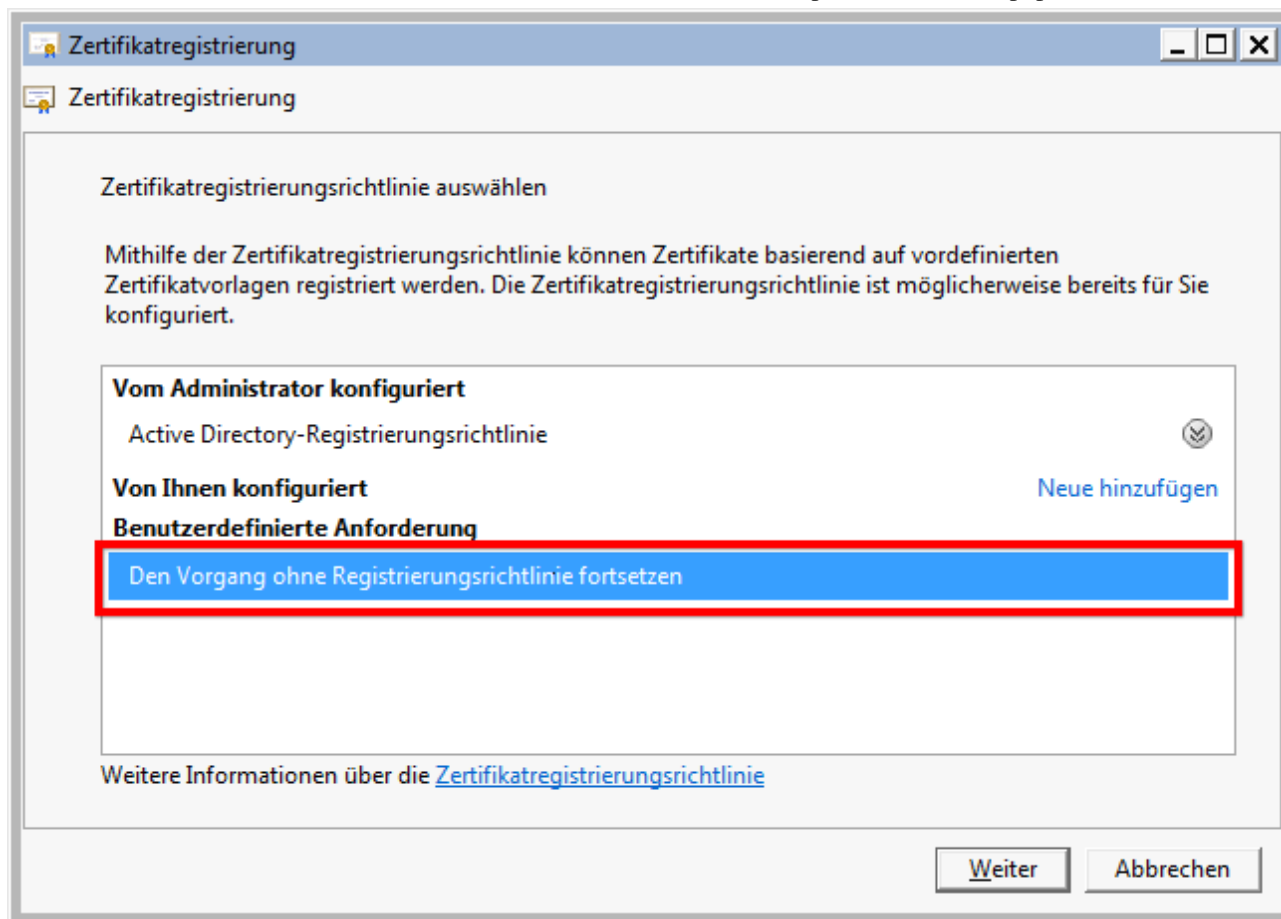 Zertifikatregistrierung
Zertifikatregistrierung
Zertifikatregistrierungsrichtlinie auswählen
Mithilfe der Zertifikatregistrierungsrichtlinie können Zertifikate basierend auf vordefinierten
Zertifikatvorlagen registriert werden. Die Zertifikatregistrierungsrichtlinie ist möglicherweise bereits für Sie
konfiguriert.
Vom Administrator konfiguriert
Active Directory-Registrierungsrichtlinie
Von Ihnen konfiguriert Neue hinzufügen
Benutzerdefinierte Anforderung
Den Vorgang ohne Registrierungsrichtlinie fortsetzen
Weitere Informationen über die Zertifikatregistrierungsrichtlinie
Weiter Abbrechen